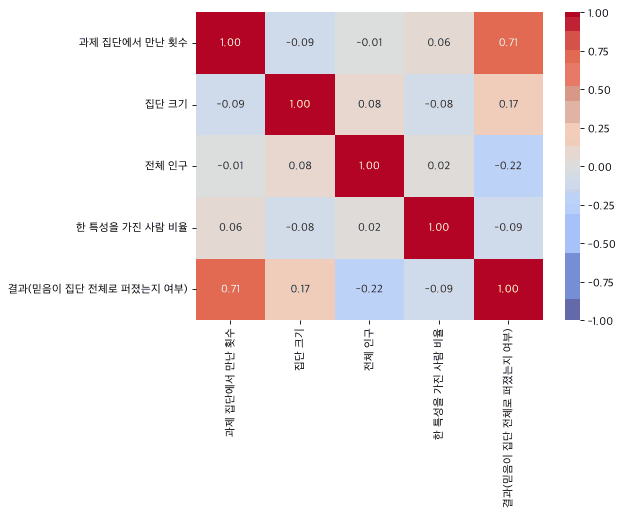 과제 집단에서 만난 횟수
1.00 -0.09 -0.01 0.06 0.71
집단 크기
-0.09 1.00 0.08 -0.08 0.17
전체 인구
-0.01 0.08 1.00 0.02 -0.22
한 특성을 가진 사람 비율
0.06 -0.08 0.02 1.00 -0.09
결과(믿음이 집단 전체로 퍼졌는지 여부)
0.71 0.17 -0.22 -0.09 1.00
과제 집단에서 만난 횟수
집단 크기
전체 인구
한 특성을 가진 사람 비율
결과(믿음이 집단 전체로 퍼졌는지 여부)
1.00
0.75
0.50
0.25
0.00
-0.25
-0.50
-0.75
-1.00